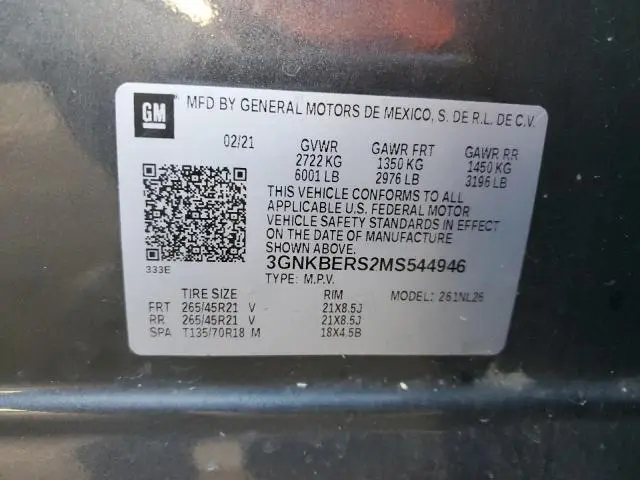 GM
MFD BY GENERAL MOTORS DE MEXICO, S. DE R.L. DE C.V.
02/21 GVWR GAWR FRT GAWR RR
2722 KG 1350 KG 1450 KG
6001 LB 2976 LB 3196 LB
THIS VEHICLE CONFORMS TO ALL
APPLICABLE U.S. FEDERAL MOTOR
VEHICLE SAFETY STANDARDS IN EFFECT
ON THE DATE OF MANUFACTURE
SHOWN ABOVE.
333E
3GNKBERS2MS544946
TYPE: M.P.V.
TIRE SIZE RIM MODEL: 261NL26
FRT 265/45R21 V 21X8.5J
RR 265/45R21 V 21X8.5J
SPA T135/70R18 M 18X4.5B